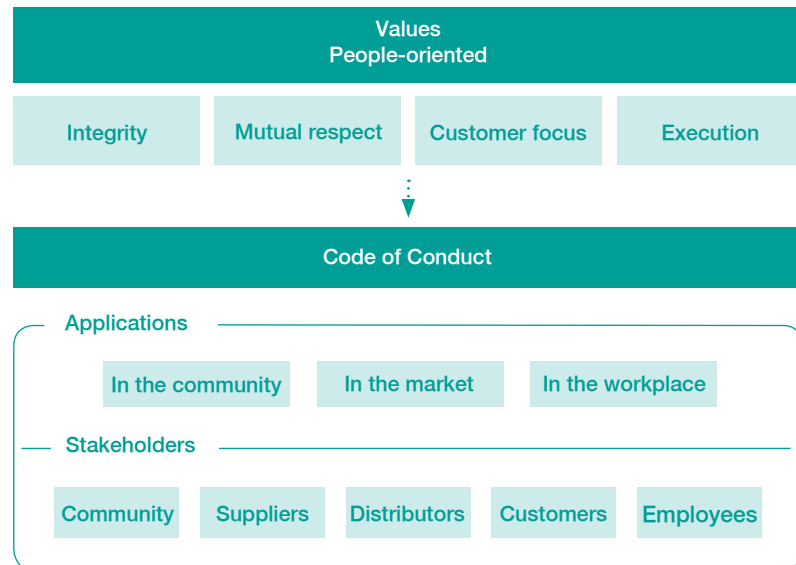 Values
People-oriented
Integrity
Mutual respect
Customer focus
Execution
Code of Conduct
Applications
In the community
In the market
In the workplace
Stakeholders
Community
Suppliers
Distributors
Customers
Employees